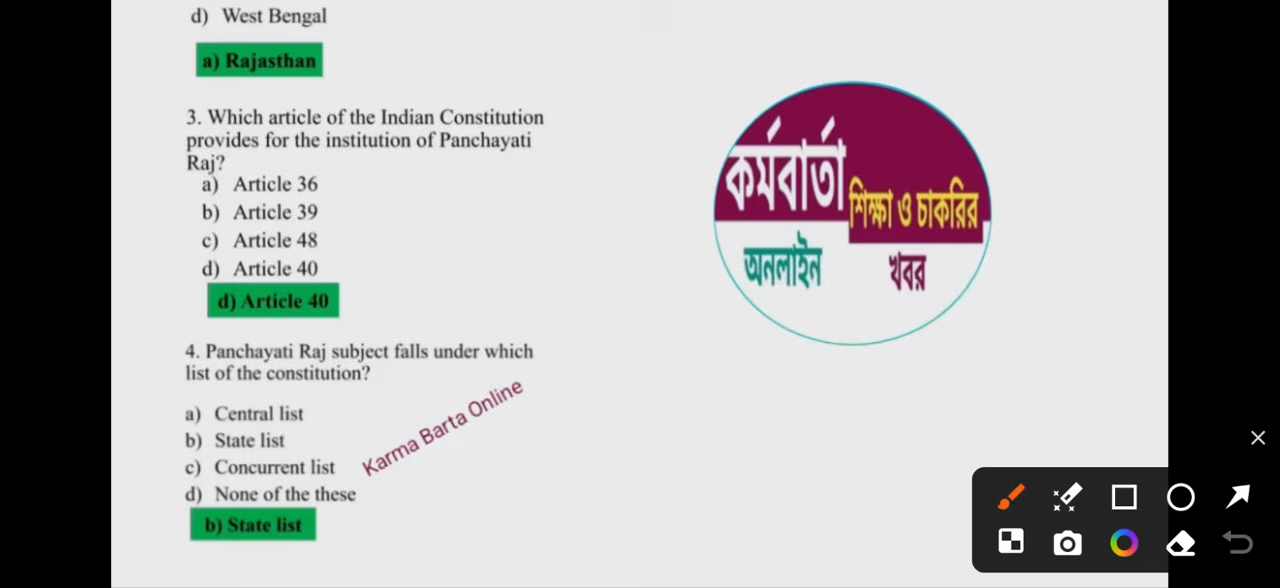 d) West Bengal
a) Rajasthan
3. Which article of the Indian Constitution
provides for the institution of Panchayati
Raj?
a) Article 36
b) Article 39
c) Article 48
d) Article 40
d) Article 40
4. Panchayati Raj subject falls under which
list of the constitution?
a) Central list
b) State list
c) Concurrent list
d) None of the these
b) State list
Karma Barta Online
কর্মবার্তা
শিক্ষা ও চাকরির
অনলাইন
খবর